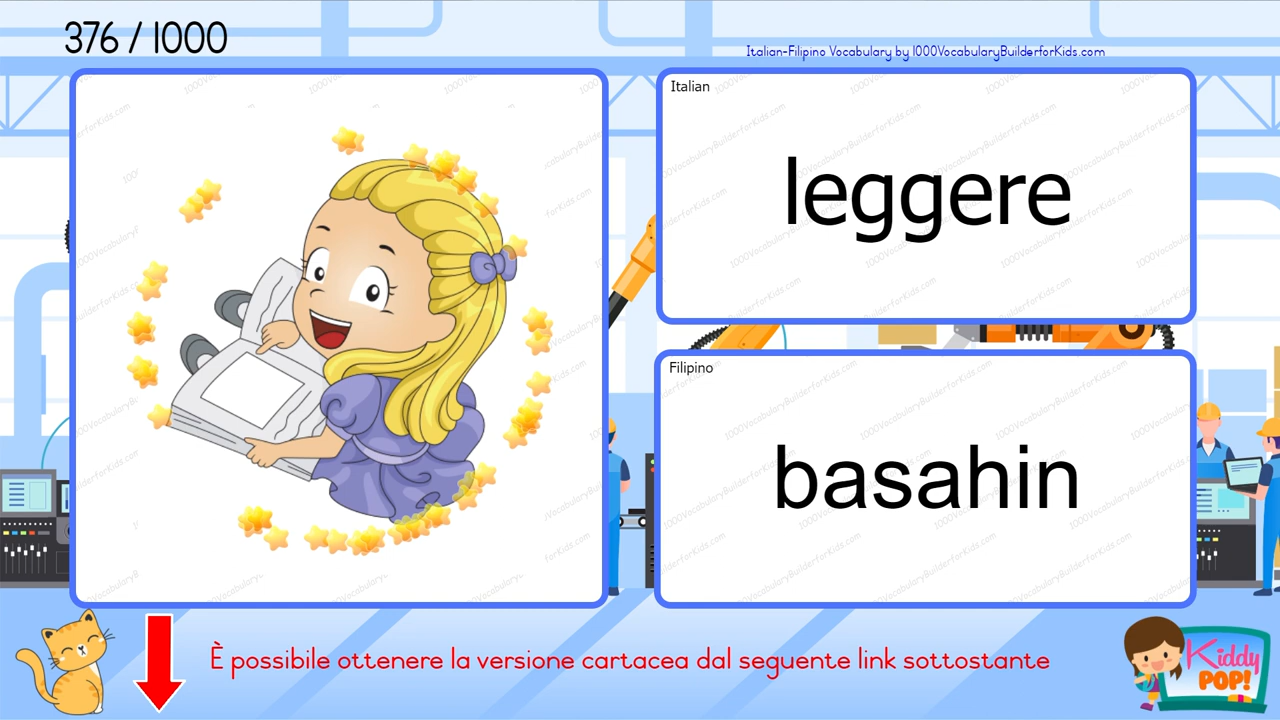 376 / 1000
Italian-Filipino Vocabulary by 1000VocabularyBuilderforKids.com
Italian
leggere
Filipino
basahin
È possibile ottenere la versione cartacea dal seguente link sottostante
Kiddy
POP!